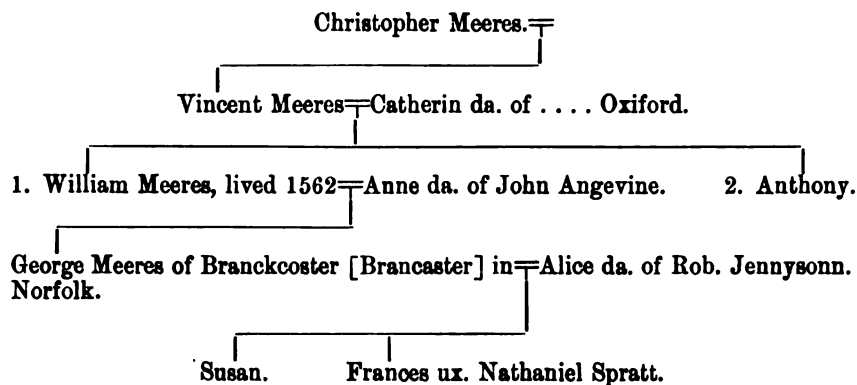 Christopher Meeres.
Vincent Meeres Catherin da. of .... Oxiford.
1. William Meeres, lived 1562 Anne da. of John Angevine. 2. Anthony.
George Meeres of Branckcoster [Brancaster] in Alice da. of Rob. Jennysonn.
Norfolk.
Susan. Frances ux. Nathaniel Spratt.